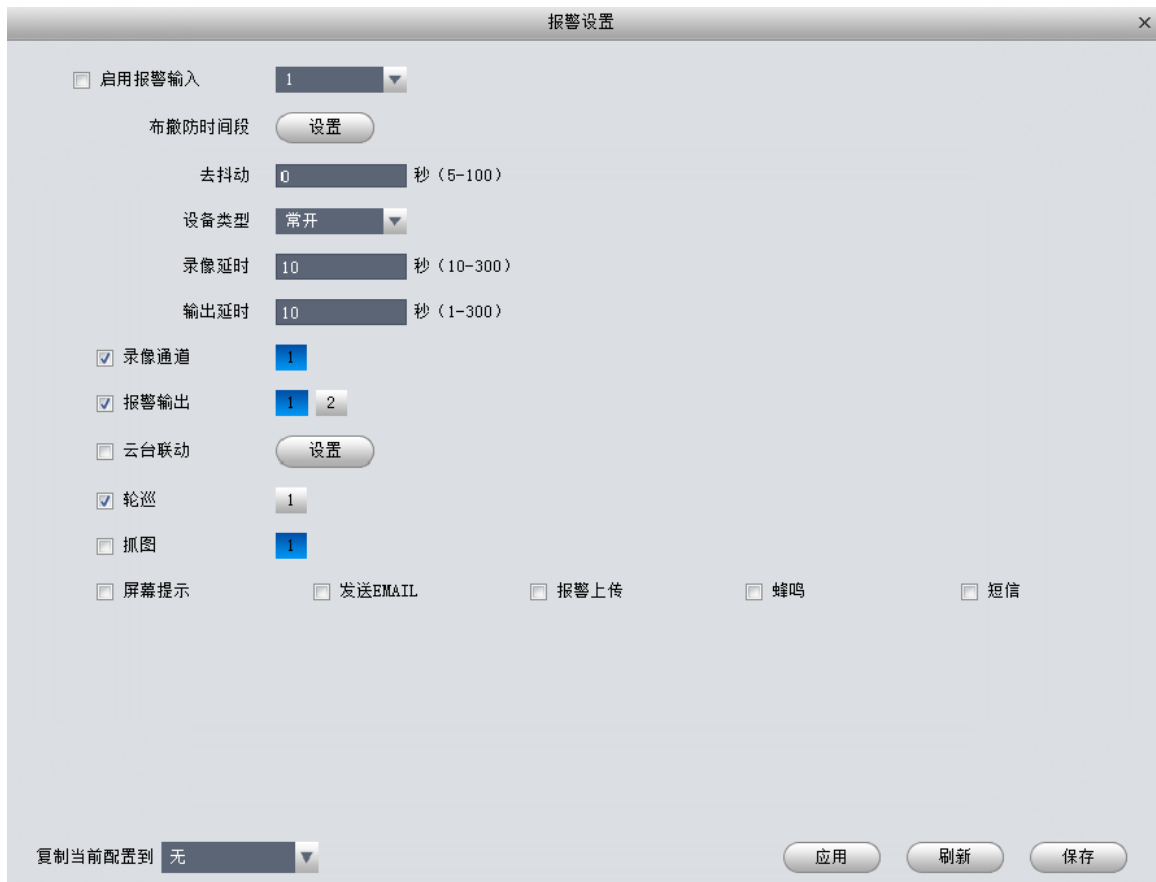 报警设置
启用报警输入 1
布撤防时间段 设置
去抖动 0 秒（5-100）
设备类型 常开
录像延时 10 秒（10-300）
输出延时 10 秒（1-300）
录像通道 1
报警输出 1 2
云台联动 设置
轮巡 1
抓图 1
屏幕提示 发送EMAIL 报警上传 蜂鸣 短信
复制当前配置到 无 应用 刷新 保存